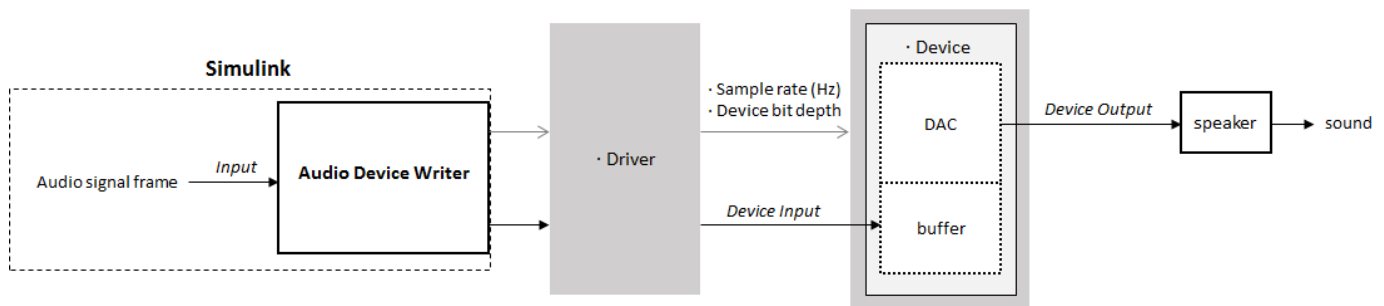 Simulink
Audio signal frame
Input
Audio Device Writer
· Driver
· Sample rate (Hz)
· Device bit depth
Device Input
· Device
DAC
buffer
Device Output
speaker
sound